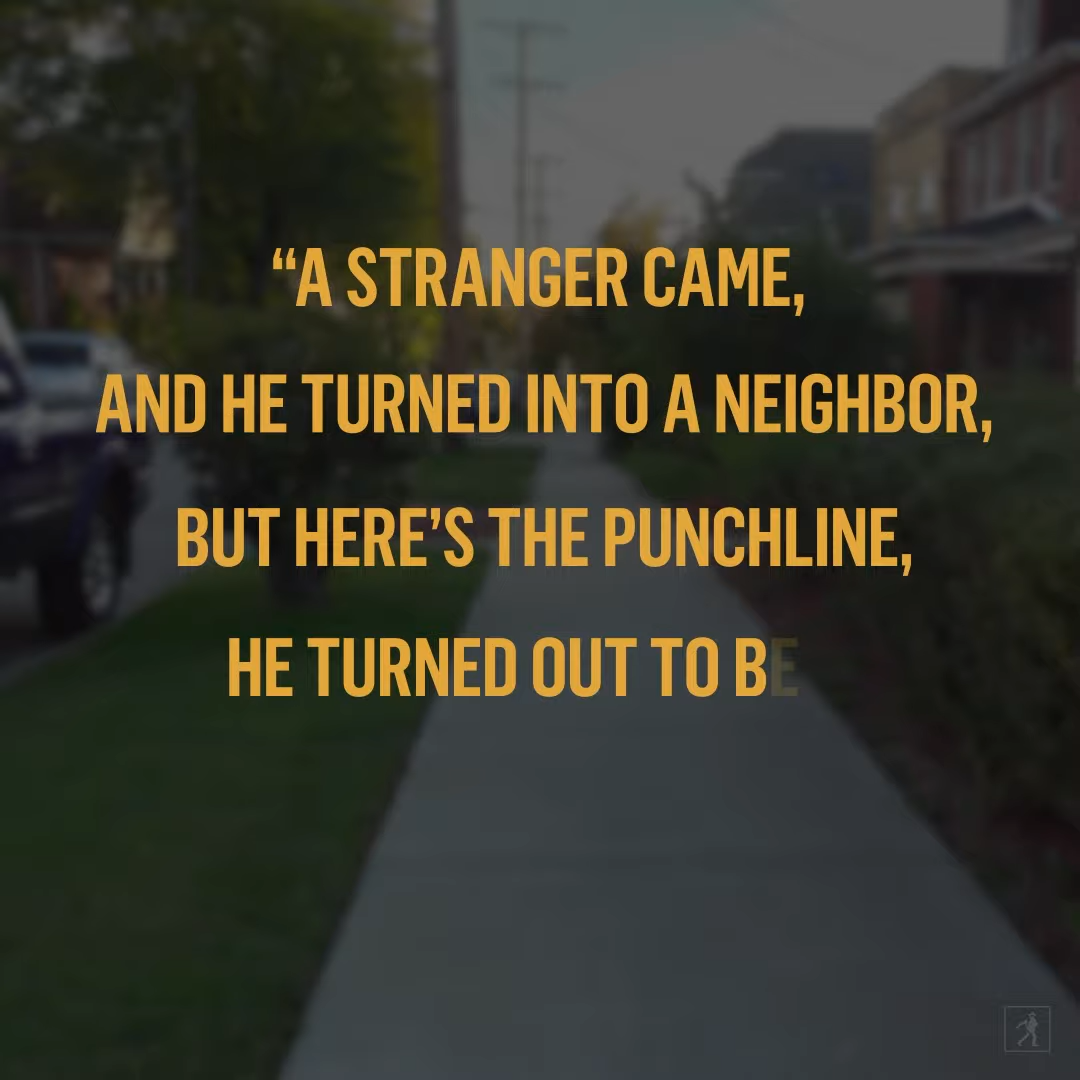 “A STRANGER CAME,
AND HE TURNED INTO A NEIGHBOR,
BUT HERE’S THE PUNCHLINE,
HE TURNED OUT TO BE